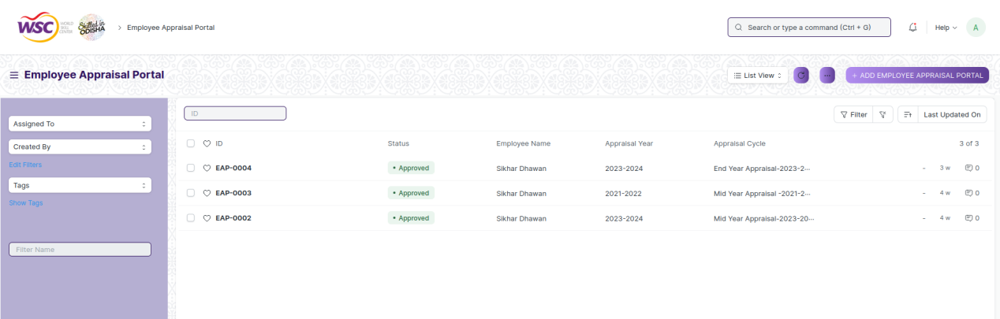 WSC WORLD SKILL CENTER Skilled in ODISHA > Employee Appraisal Portal Search or type a command (Ctrl + G) Help A
Employee Appraisal Portal List View + ADD EMPLOYEE APPRAISAL PORTAL
Assigned To
Created By
Edit Filters
Tags
Show Tags
Filter Name
ID Filter Last Updated On
ID Status Employee Name Appraisal Year Appraisal Cycle 3 of 3
EAP-0004 • Approved Sikhar Dhawan 2023-2024 End Year Appraisal-2023-2... - 3 w 0
EAP-0003 • Approved Sikhar Dhawan 2021-2022 Mid Year Appraisal -2021-2... - 4 w 0
EAP-0002 • Approved Sikhar Dhawan 2023-2024 Mid Year Appraisal-2023-20... - 4 w 0